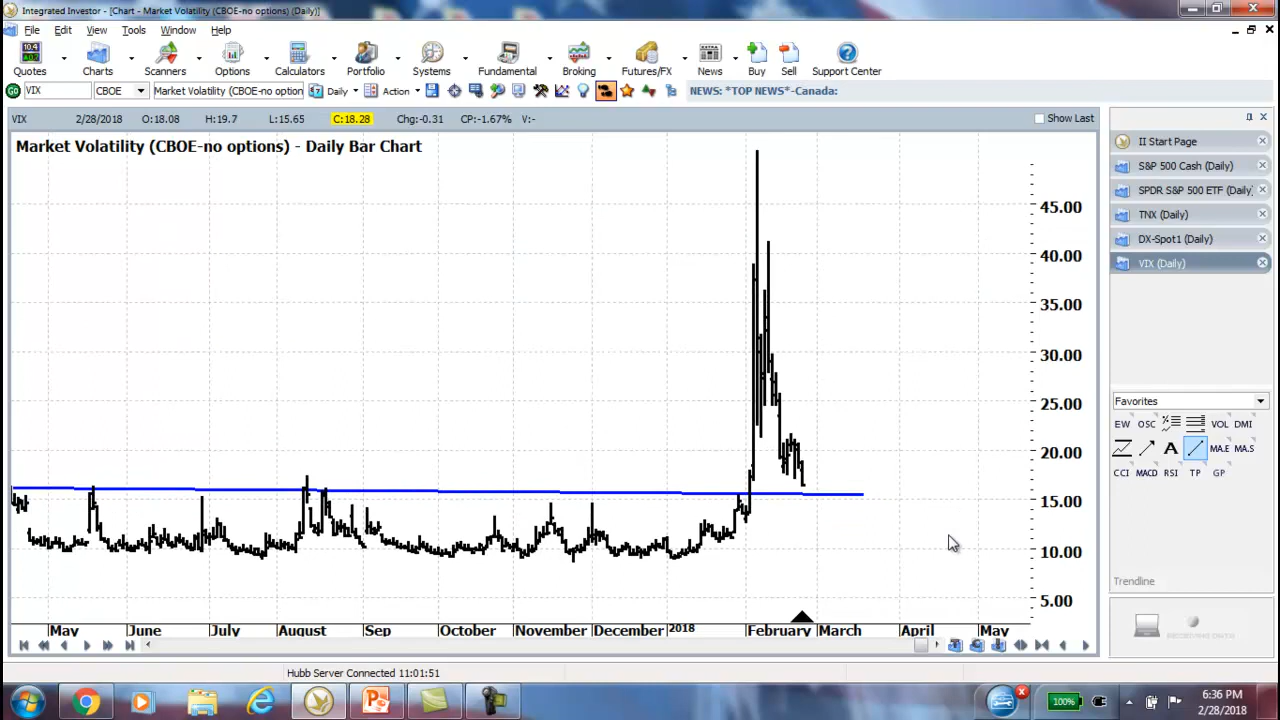 Integrated Investor - [Chart - Market Volatility (CBOE-no options) (Daily)]
File Edit View Tools Window Help
Quotes Charts Scanners Options Calculators Portfolio Systems Fundamental Broking Futures/FX News Buy Sell Support Center
VIX CBOE Market Volatility (CBOE-no option Daily Action NEWS: *TOP NEWS*-Canada:
VIX 2/28/2018 O:18.08 H:19.7 L:15.65 C:18.28 Chg:-0.31 CP:-1.67% V:- Show Last
Market Volatility (CBOE-no options) - Daily Bar Chart
45.00
40.00
35.00
30.00
25.00
20.00
15.00
10.00
5.00
May June July August Sep October November December 2018 February March April May
II Start Page
S&P 500 Cash (Daily)
SPDR S&P 500 ETF (Daily)
TNX (Daily)
DX-Spot1 (Daily)
VIX (Daily)
Favorites
EW OSC VOL DMI
A MA.E MA.S
CCI MACD RSI TP GP
Trendline
RECEIVING DATA
Hubb Server Connected 11:01:51
100%
6:36 PM
2/28/2018